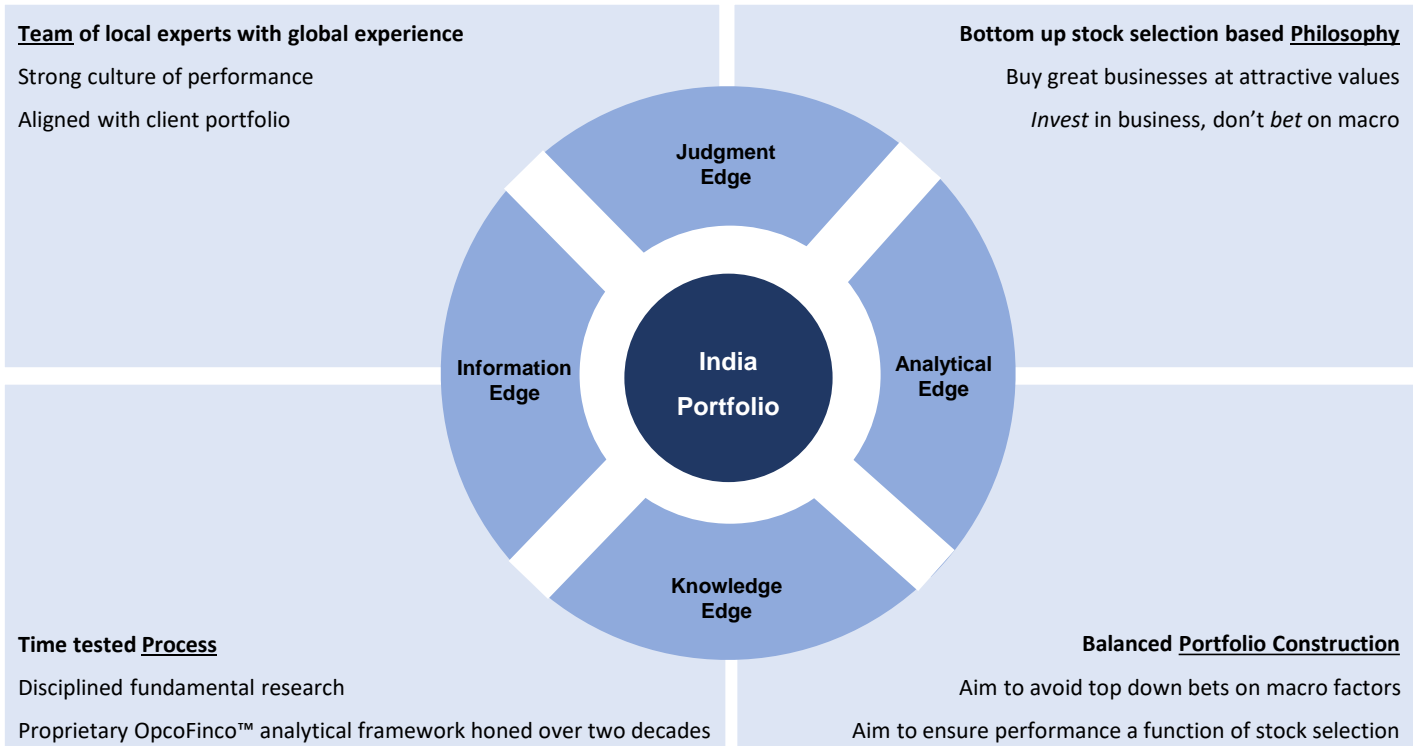 Team of local experts with global experience
Strong culture of performance
Aligned with client portfolio
Bottom up stock selection based Philosophy
Buy great businesses at attractive values
Invest in business, don’t bet on macro
Judgment
Edge
Information
Edge
India
Portfolio
Analytical
Edge
Knowledge
Edge
Time tested Process
Disciplined fundamental research
Proprietary OpcoFinco™ analytical framework honed over two decades
Balanced Portfolio Construction
Aim to avoid top down bets on macro factors
Aim to ensure performance a function of stock selection